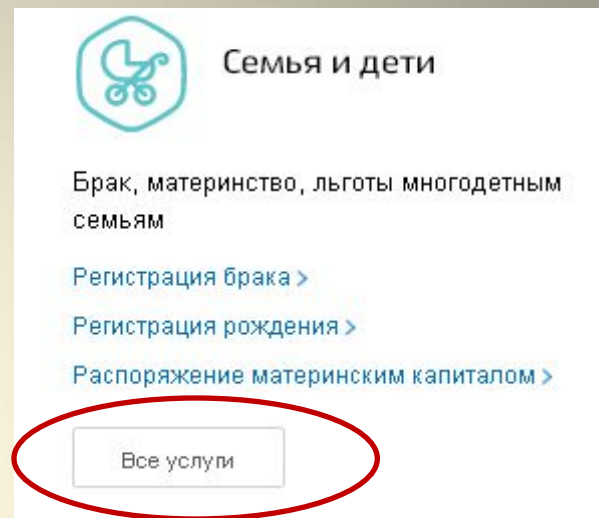 Семья и дети
Брак, материнство, льготы многодетным
семьям
Регистрация брака >
Регистрация рождения >
Распоряжение материнским капиталом >
Все услуги